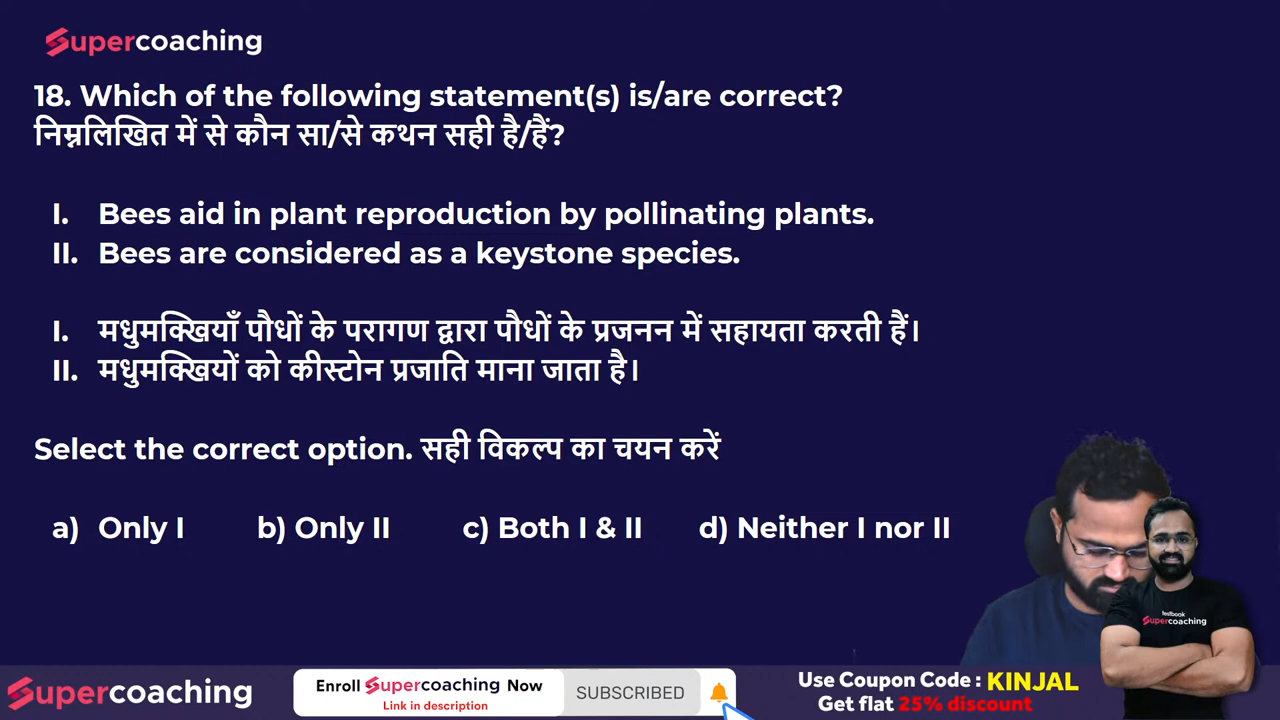 Supercoaching
18. Which of the following statement(s) is/are correct?
निम्नलिखित में से कौन सा/से कथन सही है/हैं?
I. Bees aid in plant reproduction by pollinating plants.
II. Bees are considered as a keystone species.
I. मधुमक्खियाँ पौधों के परागण द्वारा पौधों के प्रजनन में सहायता करती हैं।
II. मधुमक्खियों को कीस्टोन प्रजाति माना जाता है।
Select the correct option. सही विकल्प का चयन करें
a) Only I b) Only II c) Both I & II d) Neither I nor II
testbook
Supercoaching
Supercoaching
Enroll Supercoaching Now
Link in description
SUBSCRIBED
Use Coupon Code : KINJAL
Get flat 25% discount